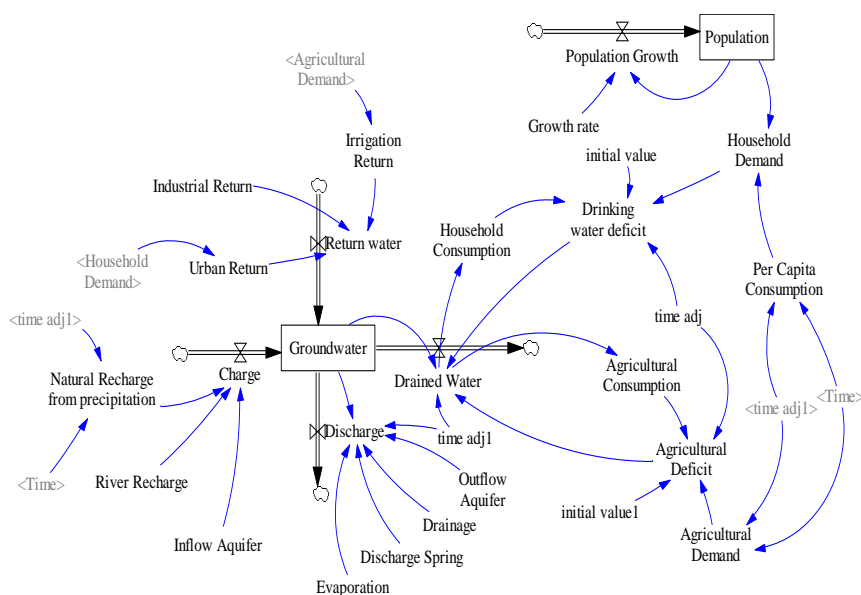 Population
Population Growth
<Agricultural
Demand>
Growth rate
Irrigation
Return
initial value
Household
Demand
Industrial Return
Household
Consumption
Drinking
water deficit
Return water
<Household
Demand>
Urban Return
Per Capita
Consumption
<time adj1>
time adj
Groundwater
Natural Recharge
from precipitation
Charge
Drained Water
Agricultural
Consumption
<Time>
<time adj1>
Discharge
time adj1
Agricultural
Deficit
<Time>
River Recharge
Outflow
Aquifer
initial value1
Drainage
Inflow Aquifer
Agricultural
Demand
Discharge Spring
Evaporation